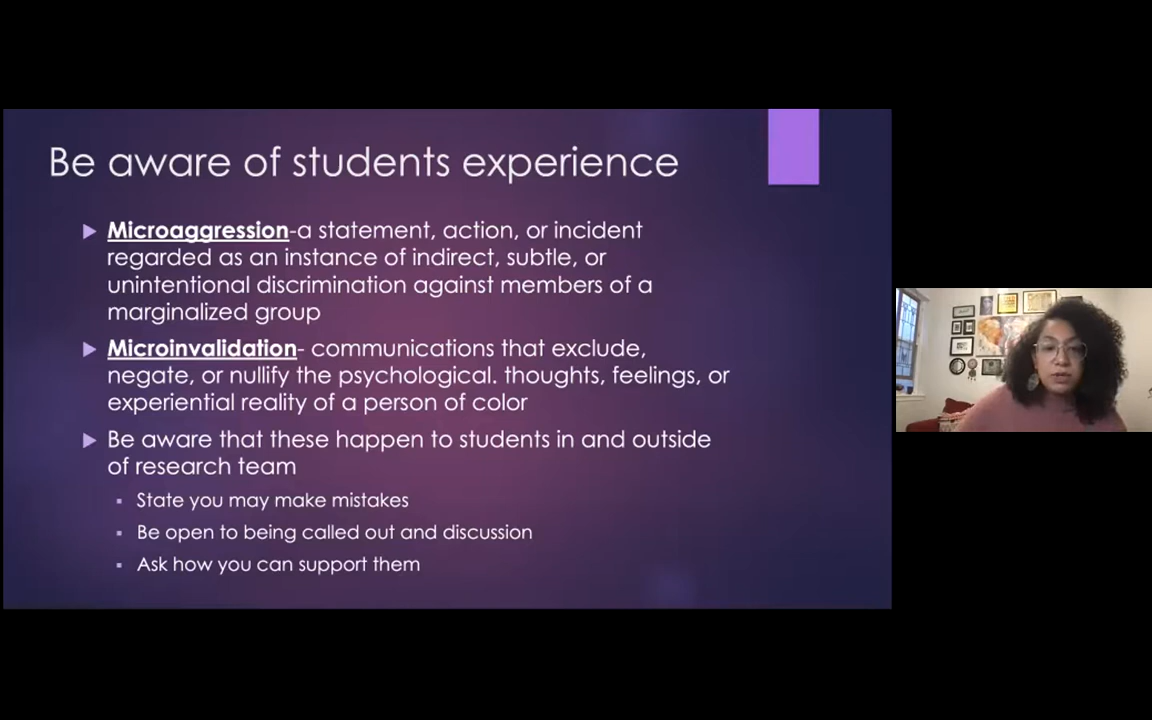 Be aware of students experience
Microaggression-a statement, action, or incident
regarded as an instance of indirect, subtle, or
unintentional discrimination against members of a
marginalized group
Microinvalidation- communications that exclude,
negate, or nullify the psychological. thoughts, feelings, or
experiential reality of a person of color
Be aware that these happen to students in and outside
of research team
State you may make mistakes
Be open to being called out and discussion
Ask how you can support them